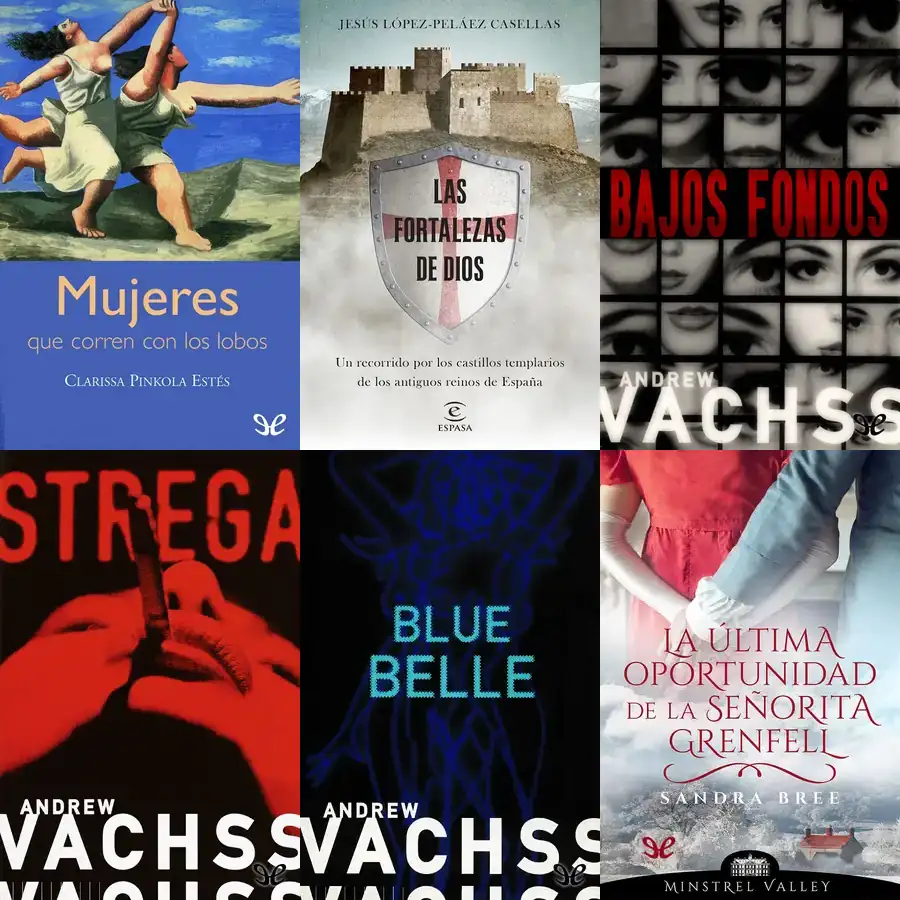 Mujeres
que corren con los lobos
CLARISSA PINKOLA ESTÉS
JESÚS LÓPEZ-PELÁEZ CASELLAS
LAS
FORTALEZAS
DE DIOS
Un recorrido por los castillos templarios
de los antiguos reinos de España
ESPASA
BAJOS FONDOS
ANDREW
VACHSS
STREGA
ANDREW
VACHSS
BLUE
BELLE
ANDREW
VACHSS
LA ÚLTIMA
OPORTUNIDAD
DE LA SEÑORITA
GRENFELL
SANDRA BREE
MINSTREL VALLEY